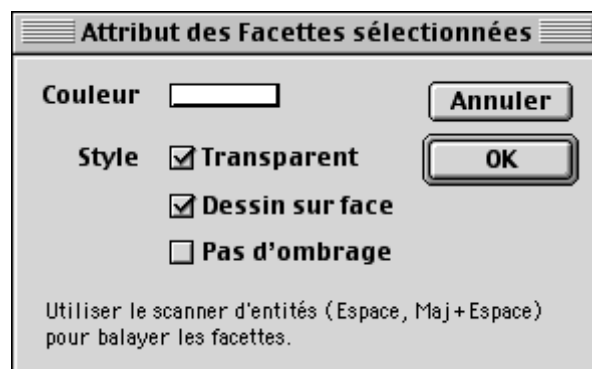 Attribut des Facettes sélectionnées
Couleur
Annuler
Style
Transparent
OK
Dessin sur face
Pas d'ombrage
Utiliser le scanner d'entités (Espace, Maj+Espace)
pour balayer les facettes.